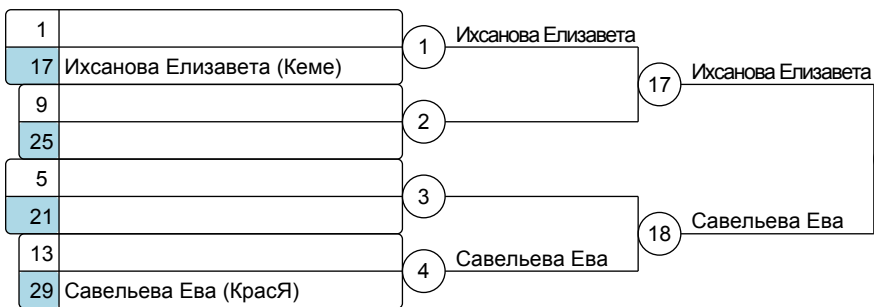 1
17 Ихсанова Елизавета (Кеме)
9
25
5
21
13
29 Савельева Ева (КрасЯ)
1 Ихсанова Елизавета
2
3
4 Савельева Ева
17 Ихсанова Елизавета
18 Савельева Ева